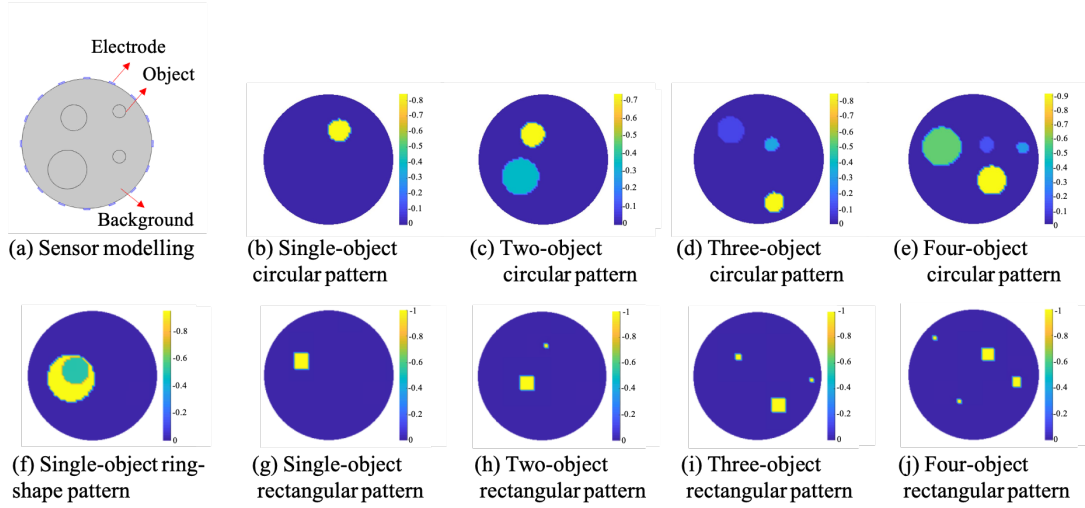 Electrode
Object
Background
(a) Sensor modelling
-0.8
-0.7
-0.6
-0.5
-0.4
-0.3
-0.2
-0.1
0
(b) Single-object
circular pattern
-0.7
-0.6
-0.5
-0.4
-0.3
-0.2
-0.1
0
(c) Two-object
circular pattern
-0.8
-0.7
-0.6
-0.5
-0.4
-0.3
-0.2
-0.1
0
(d) Three-object
circular pattern
-0.9
-0.8
-0.7
-0.6
-0.5
-0.4
-0.3
-0.2
-0.1
0
(e) Four-object
circular pattern
-0.8
-0.6
-0.4
-0.2
0
(f) Single-object ring-
shape pattern
-1
-0.8
-0.6
-0.4
-0.2
0
(g) Single-object
rectangular pattern
-1
-0.8
-0.6
-0.4
-0.2
0
(h) Two-object
rectangular pattern
-1
-0.8
-0.6
-0.4
-0.2
0
(i) Three-object
rectangular pattern
-1
-0.8
-0.6
-0.4
-0.2
0
(j) Four-object
rectangular pattern